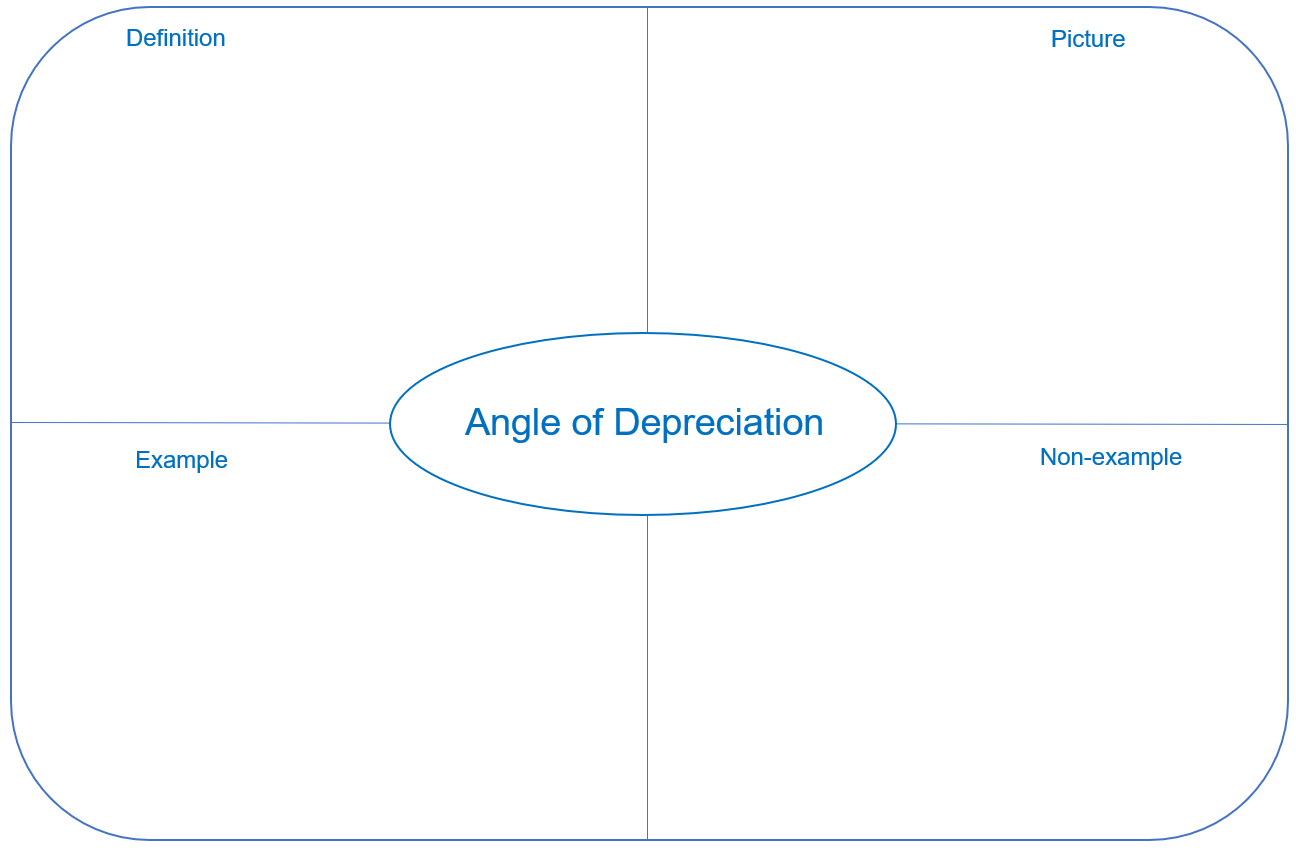 Definition
Picture
Angle of Depreciation
Example
Non-example